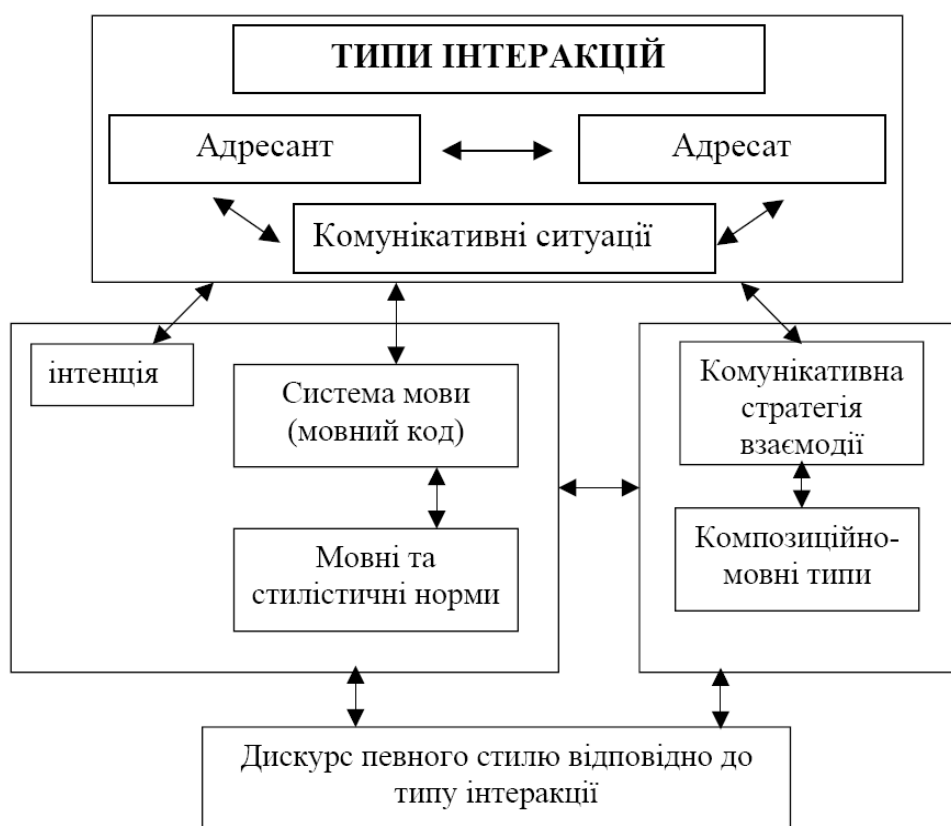 ТИПИ ІНТЕРАКЦІЙ
Адресант
Адресат
Комунікативні ситуації
інтенція
Система мови
(мовний код)
Мовні та
стилістичні норми
Комунікативна
стратегія
взаємодії
Композиційно-
мовні типи
Дискурс певного стилю відповідно до
типу інтеракції